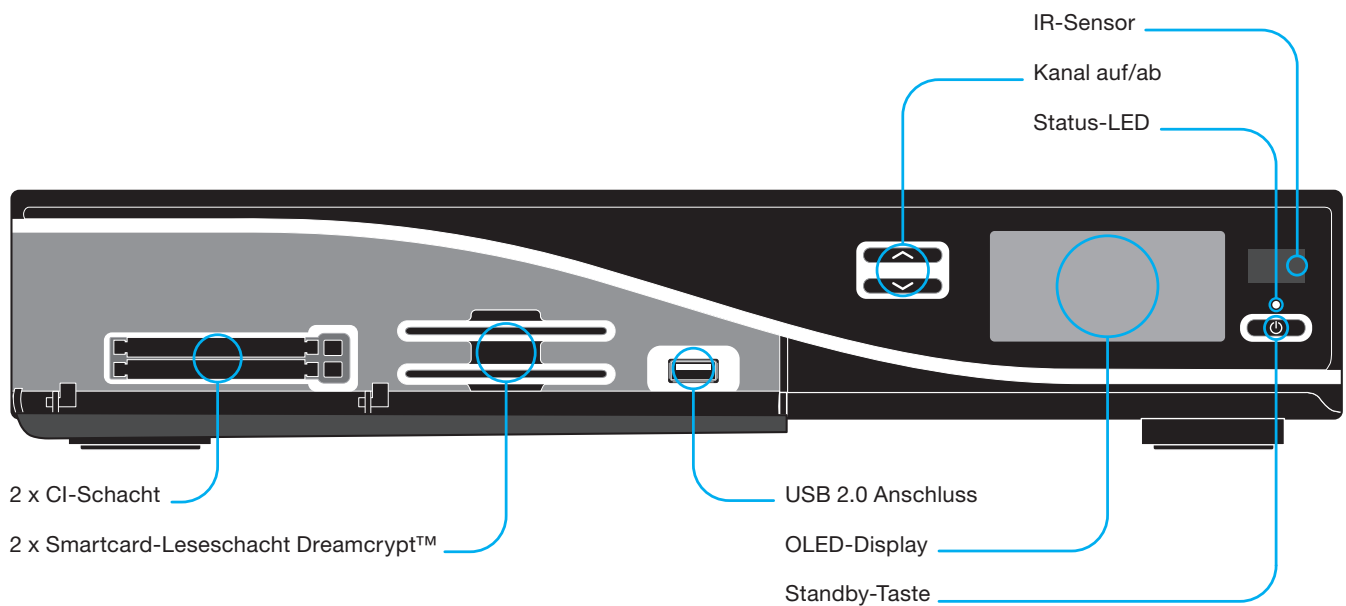 IR-Sensor
Kanal auf/ab
Status-LED
2 x CI-Schacht
USB 2.0 Anschluss
2 x Smartcard-Leseschacht Dreamcrypt™
OLED-Display
Standby-Taste